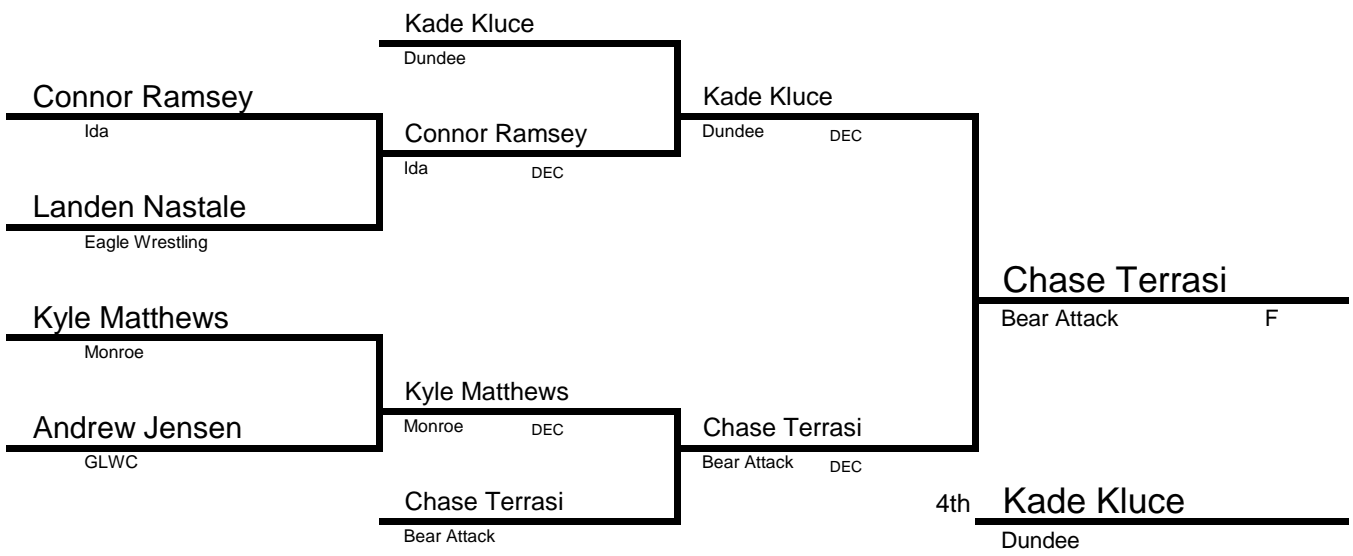 Kade Kluce
Dundee
Connor Ramsey
Ida
Kade Kluce
Dundee DEC
Connor Ramsey
Ida DEC
Landen Nastale
Eagle Wrestling
Chase Terrasi
Bear Attack F
Kyle Matthews
Monroe
Kyle Matthews
Monroe DEC
Andrew Jensen
GLWC
Chase Terrasi
Bear Attack DEC
Chase Terrasi
Bear Attack
4th Kade Kluce
Dundee